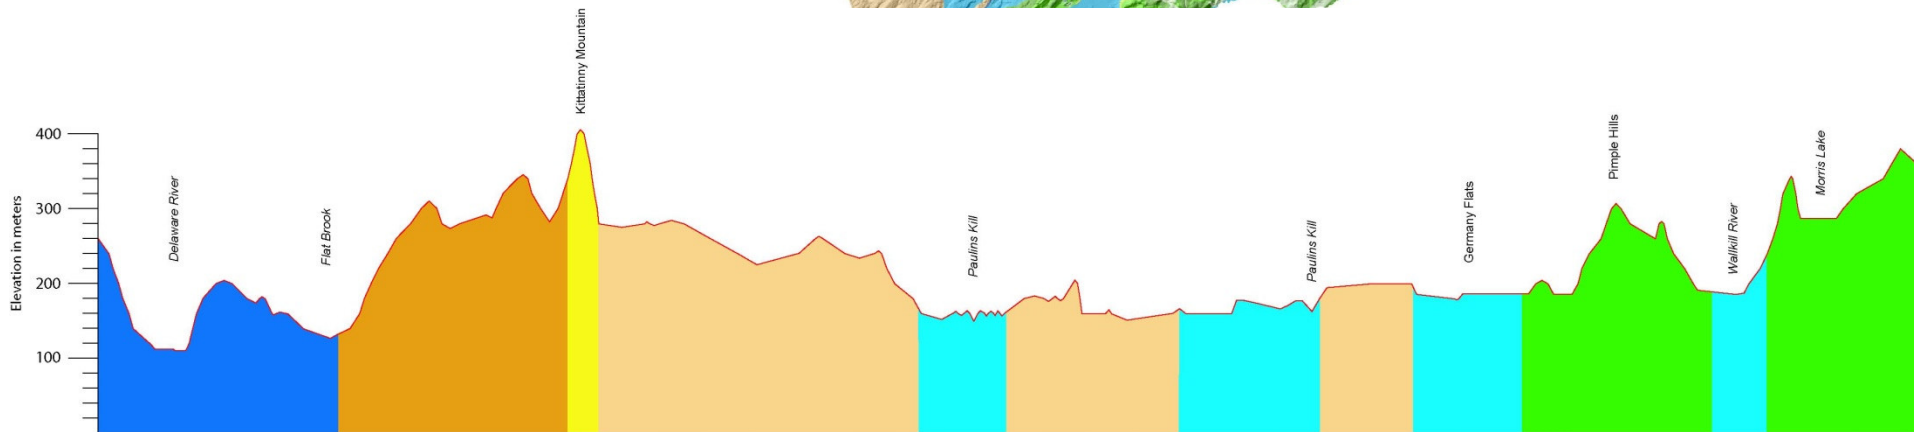 Elevation in meters
400
300
200
100
Delaware River
Flat Brook
Kittatinny Mountain
Paulins Kill
Paulins Kill
Germany Flats
Pimple Hills
Wallkill River
Morris Lake